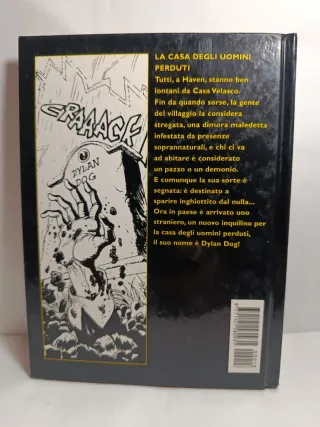 LA CASA DEGLI UOMINI
PERDUTI
Tutti, a Haven, stanno ben
lontani da Casa Velasco.
Fin da quando sorse, la gente
del villaggio la considera
stregata, una dimora maledetta
infestata da presenze
soprannaturali, e chi ci va
ad abitare è considerato
un pazzo o un demonio.
E comunque la sua sorte è
segnata: è destinato a
sparire inghiottito dal nulla...
Ora in paese è arrivato uno
straniero, un nuovo inquilino per
la casa degli uomini perduti,
il suo nome è Dylan Dog!
CRAAACK
DYLAN
DOG